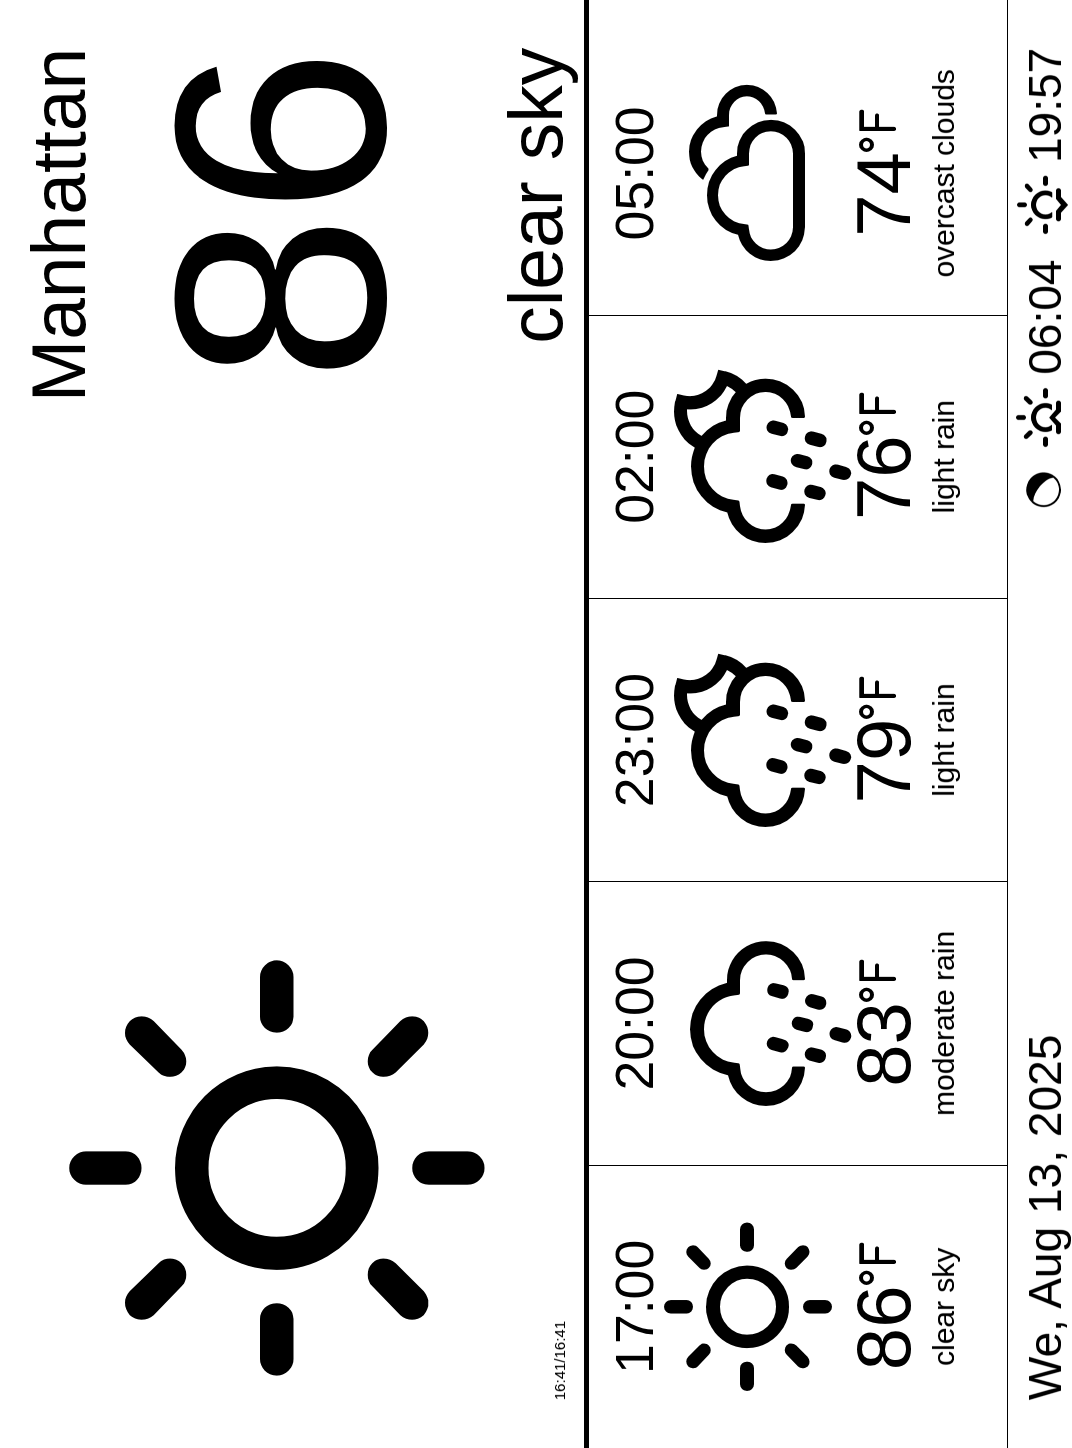 Manhattan
86
clear sky
16:41/16:41
17:00
86°F
clear sky
20:00
83°F
moderate rain
23:00
79°F
light rain
02:00
76°F
light rain
05:00
74°F
overcast clouds
We, Aug 13, 2025
06:04
19:57